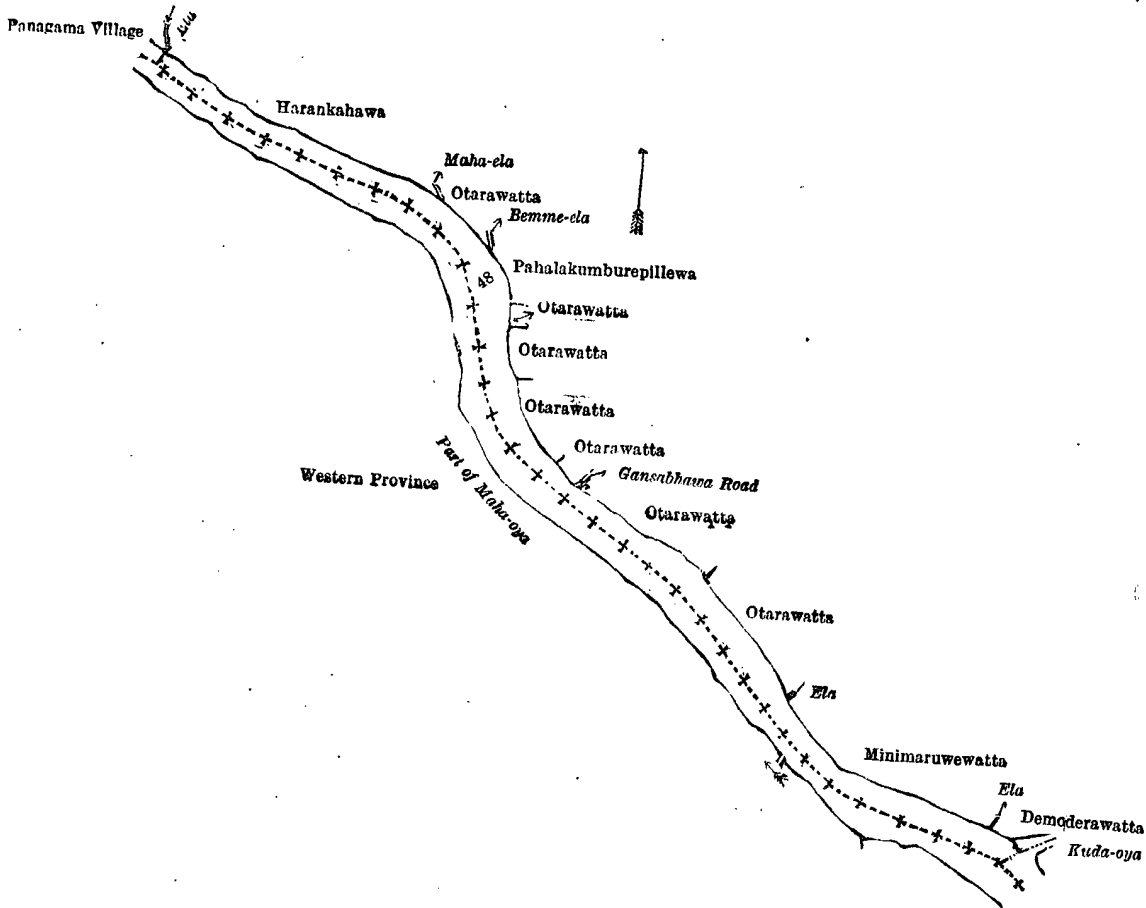 Panagama Village
Harankahawa
Maha-ela
Otarawatta
Bemme-ela
Pahalakumburepillewa
48
Otarawatta
Otarawatta
Otarawatta
Otarawatta
Part of Maha-oya
Western Province
Gansabhawa Road
Otarawatta
Otarawatta
Ela
Minimaruwewatta
Ela
Demoderawatta
Kuda-oya